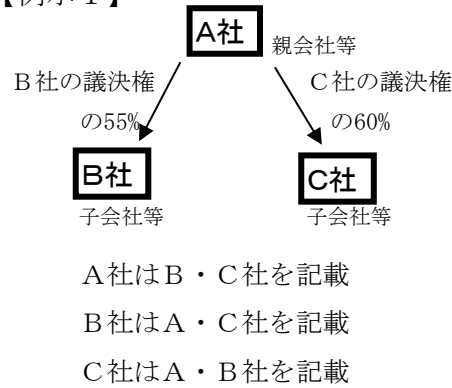 【例示１】
A社
親会社等
Ｂ社の議決権
の55%
Ｃ社の議決権
の60%
B社
C社
子会社等
子会社等
Ａ社はＢ・Ｃ社を記載
Ｂ社はＡ・Ｃ社を記載
Ｃ社はＡ・Ｂ社を記載